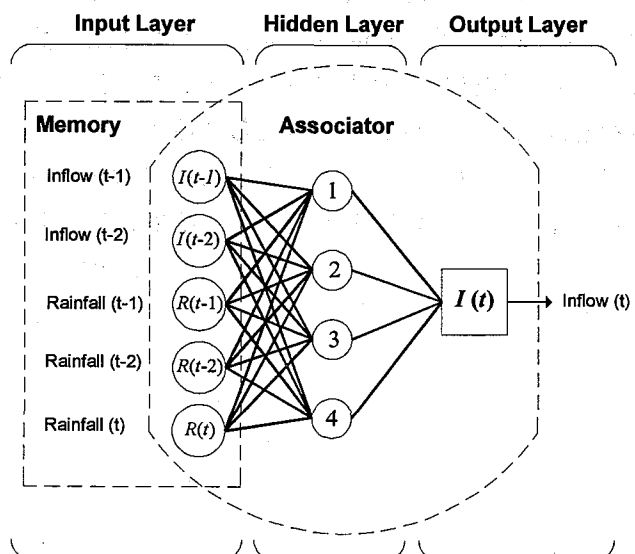 Input Layer Hidden Layer Output Layer
Memory Associator
Inflow (t-1) I(t-1) 1
Inflow (t-2) I(t-2) 2
Rainfall (t-1) R(t-1) I (t) Inflow (t)
Rainfall (t-2) R(t-2) 3
Rainfall (t) R(t) 4